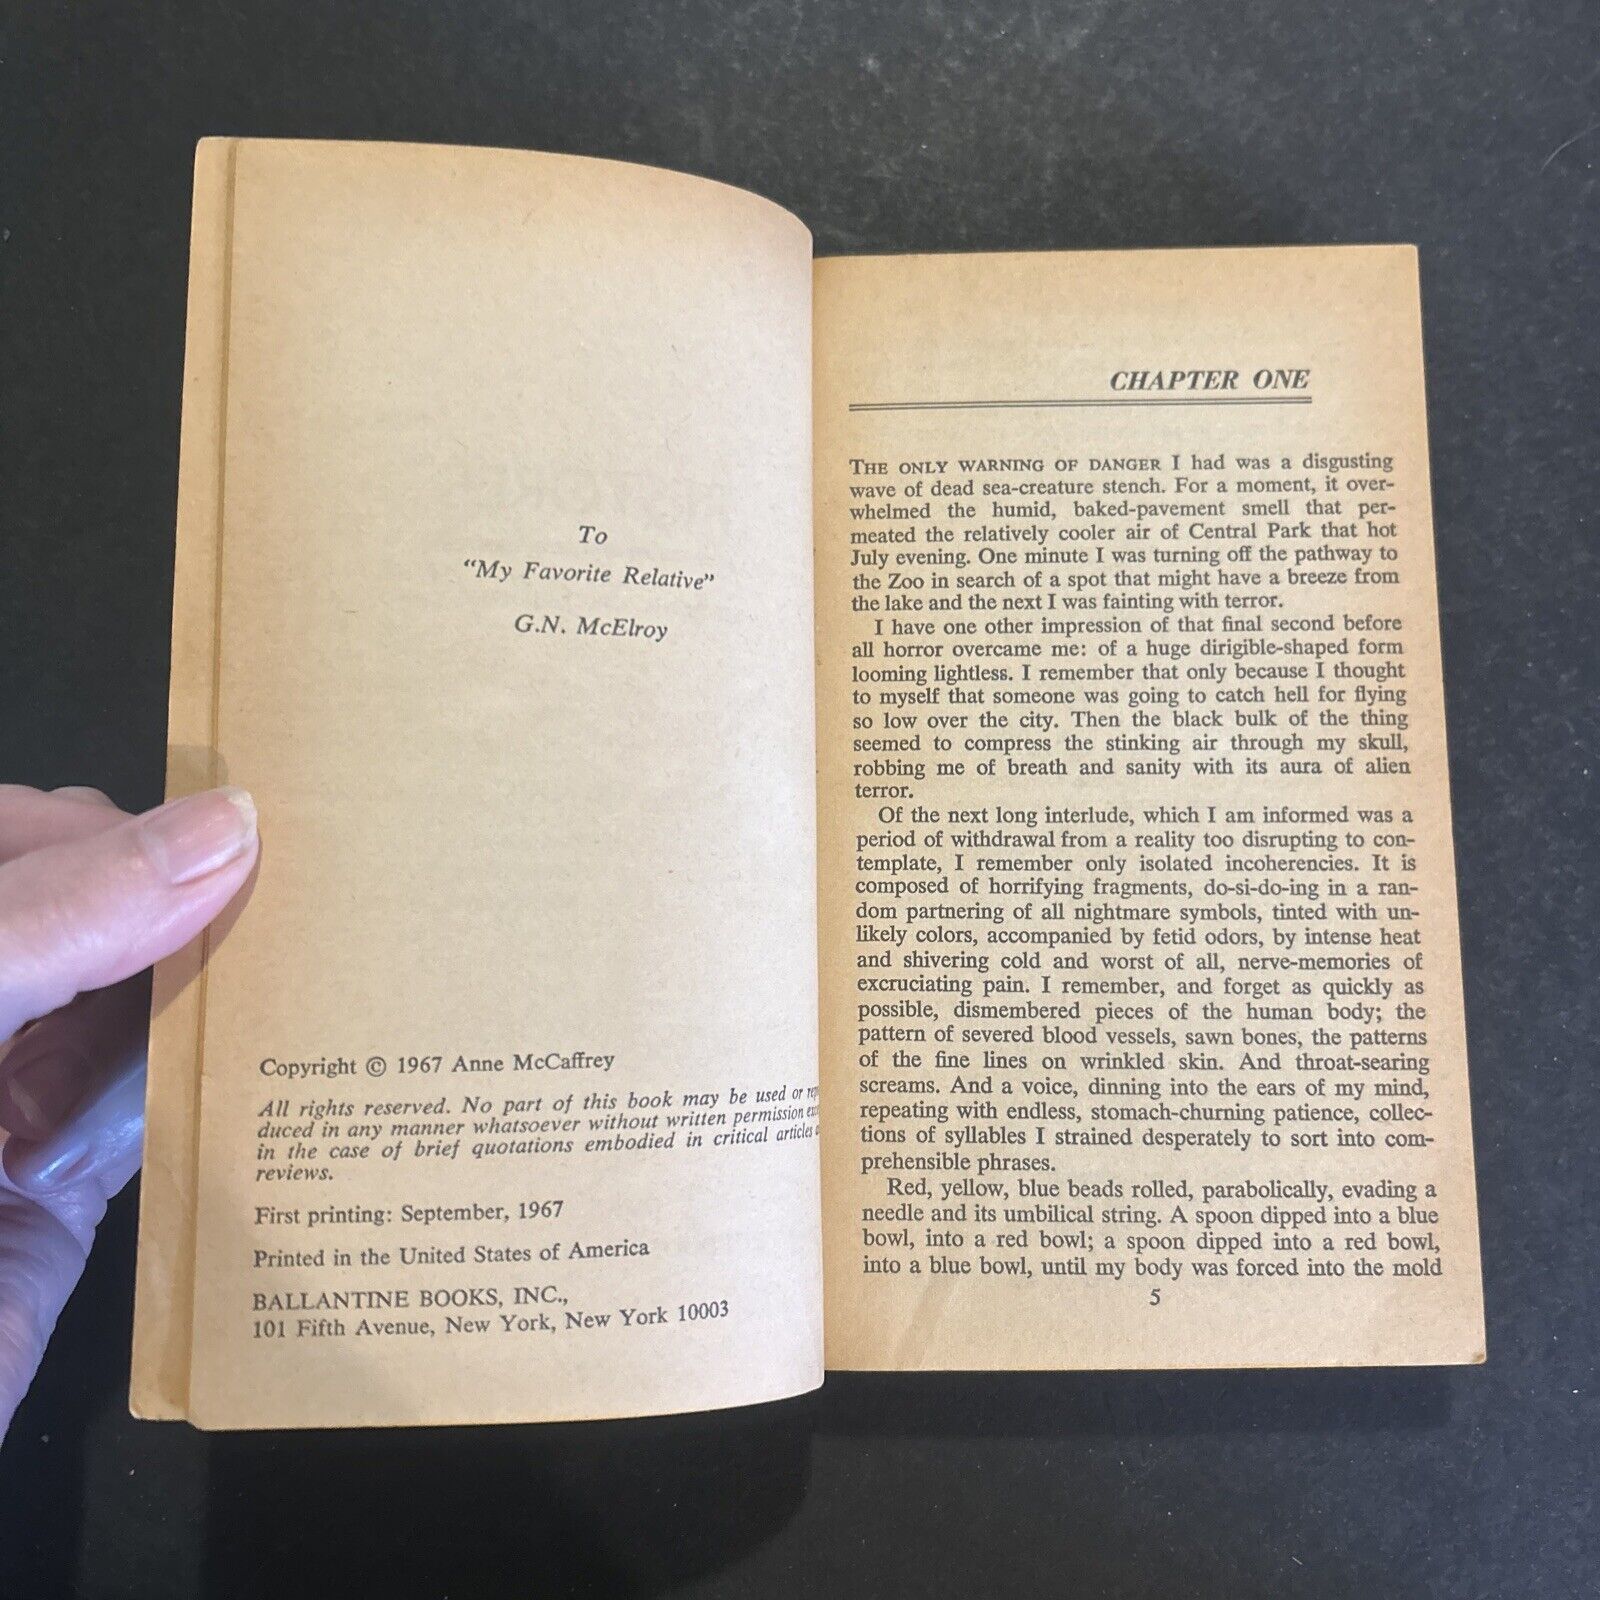 To
“My Favorite Relative”
G.N. McElroy
Copyright © 1967 Anne McCaffrey
All rights reserved. No part of this book may be used or
duced in any manner whatsoever without written permission
in the case of brief quotations embodied in critical articles
reviews.
First printing: September, 1967
Printed in the United States of America
BALLANTINE BOOKS, INC.,
101 Fifth Avenue, New York, New York 10003
CHAPTER ONE
THE ONLY WARNING OF DANGER I had was a disgusting
wave of dead sea-creature stench. For a moment, it over-
whelmed the humid, baked-pavement smell that per-
meated the relatively cooler air of Central Park that hot
July evening. One minute I was turning off the pathway to
the Zoo in search of a spot that might have a breeze from
the lake and the next I was fainting with terror.
I have one other impression of that final second before
all horror overcame me: of a huge dirigible-shaped form
looming lightless. I remember that only because I thought
to myself that someone was going to catch hell for flying
so low over the city. Then the black bulk of the thing
seemed to compress the stinking air through my skull,
robbing me of breath and sanity with its aura of alien
terror.
Of the next long interlude, which I am informed was a
period of withdrawal from a reality too disrupting to con-
template, I remember only isolated incoherencies. It is
composed of horrifying fragments, do-si-do-ing in a ran-
dom partnering of all nightmare symbols, tinted with un-
likely colors, accompanied by fetid odors, by intense heat
and shivering cold and worst of all, nerve-memories of
excruciating pain. I remember, and forget as quickly as
possible, dismembered pieces of the human body; the
pattern of severed blood vessels, sawn bones, the patterns
of the fine lines on wrinkled skin. And throat-searing
screams. And a voice, dinning into the ears of my mind,
repeating with endless, stomach-churning patience, collec-
tions of syllables I strained desperately to sort into com-
prehensible phrases.
Red, yellow, blue beads rolled, parabolically, evading a
needle and its umbilical string. A spoon dipped into a blue
bowl, into a red bowl; a spoon dipped into a red bowl,
into a blue bowl, until my body was forced into the mold
5